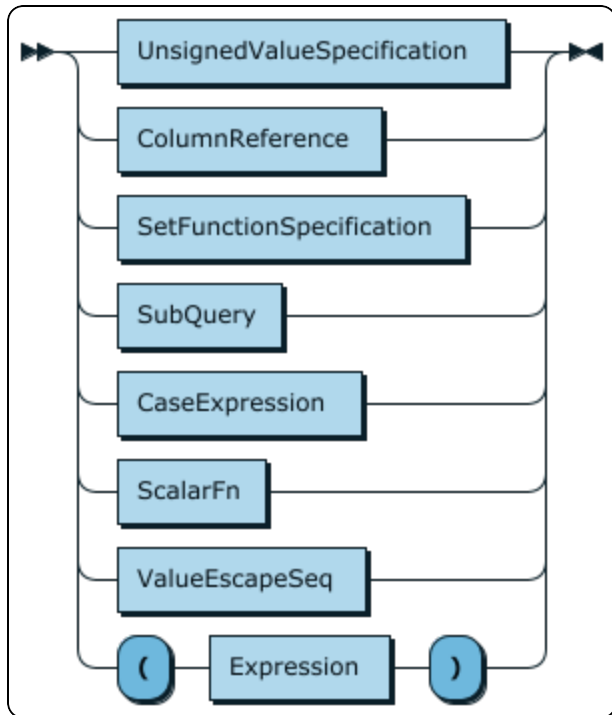 UnsignedValueSpecification
ColumnReference
SetFunctionSpecification
SubQuery
CaseExpression
ScalarFn
ValueEscapeSeq
( Expression )